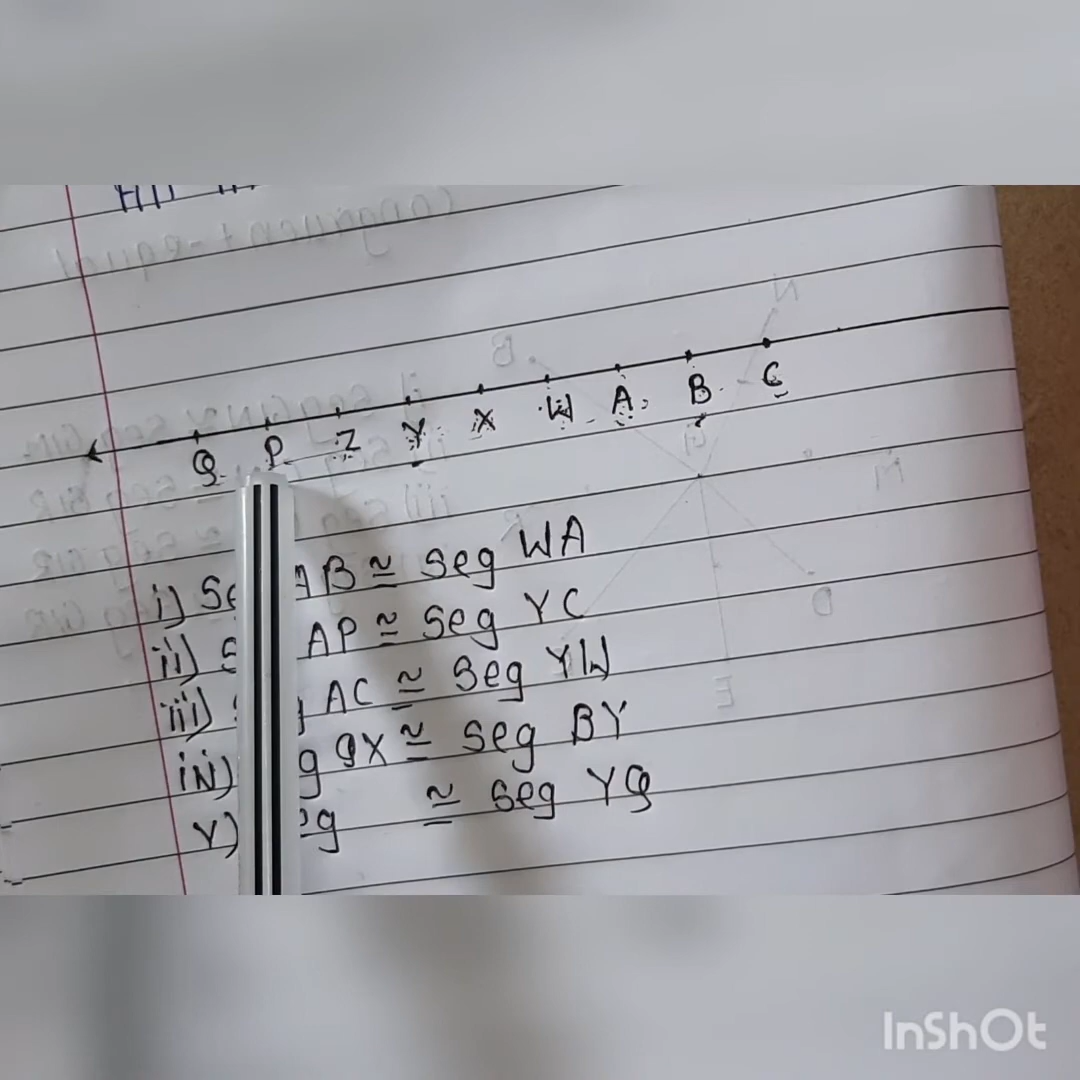 Q P Z Y X W A B C
i) Se AB ≅ seg WA
ii) S AP ≅ seg YC
iii) s AC ≅ seg YW
iv) g QX ≅ seg BY
v) eg ≅ seg YQ
InShOt